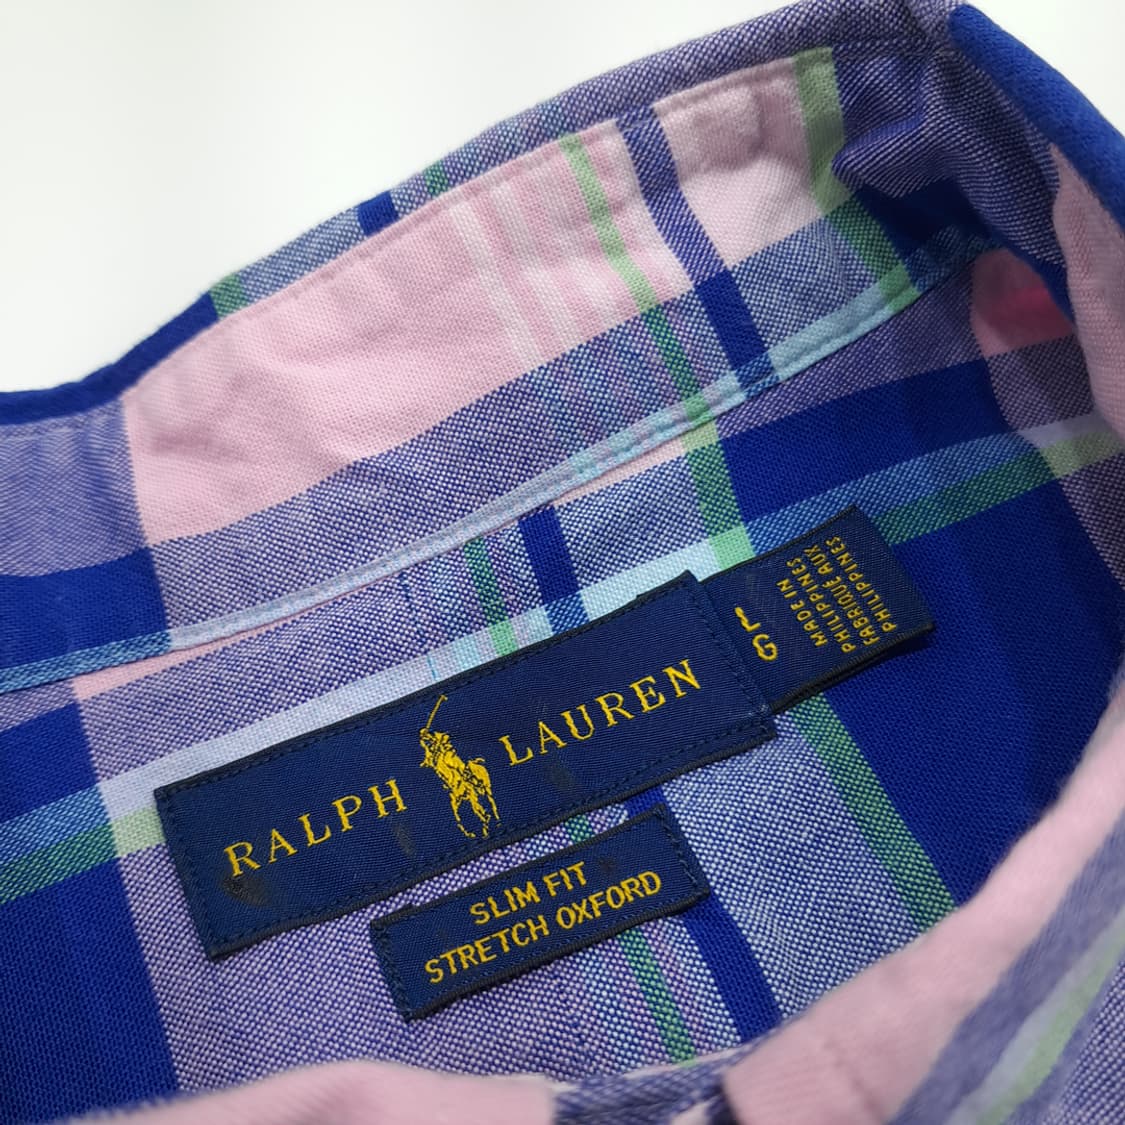 RALPH LAUREN
L G
MADE IN
PHILIPPINES
FABRIQUÉ AUX
PHILIPPINES
SLIM FIT
STRETCH OXFORD